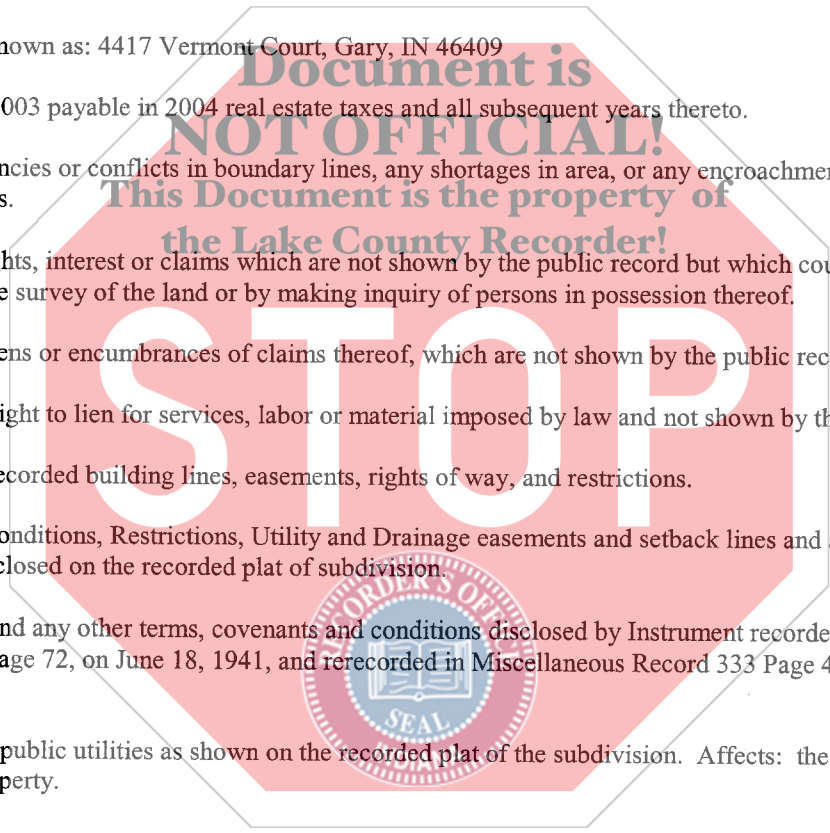 nown as: 4417 Vermont Court, Gary, IN 46409
Document is
003 payable in 2004 real estate taxes and all subsequent years thereto.
NOT OFFICIAL!
ncies or conflicts in boundary lines, any shortages in area, or any encroachme
s.
This Document is the property of
the Lake County Recorder!
hts, interest or claims which are not shown by the public record but which cou
e survey of the land or by making inquiry of persons in possession thereof.
STOP
ens or encumbrances of claims thereof, which are not shown by the public rec
ight to lien for services, labor or material imposed by law and not shown by th
ecorded building lines, easements, rights of way, and restrictions.
onditions, Restrictions, Utility and Drainage easements and setback lines and
closed on the recorded plat of subdivision.
RECORDER'S OFFICE
nd any other terms, covenants and conditions disclosed by Instrument recorde
age 72, on June 18, 1941, and rerecorded in Miscellaneous Record 333 Page 4
SEAL
public utilities as shown on the recorded plat of the subdivision. Affects: the
INDIANA
perty.